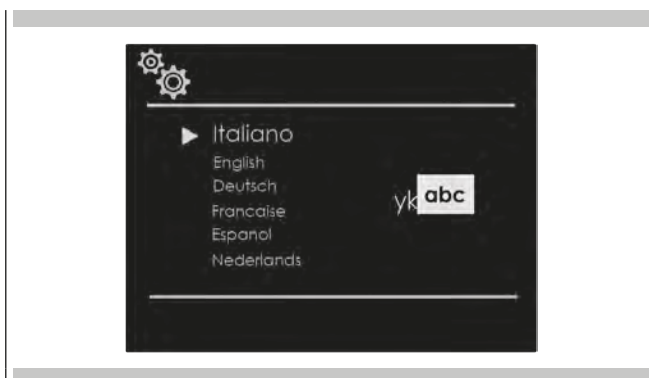 Italiano
English
Deutsch
Francaise
Espanol
Nederlands
yk abc